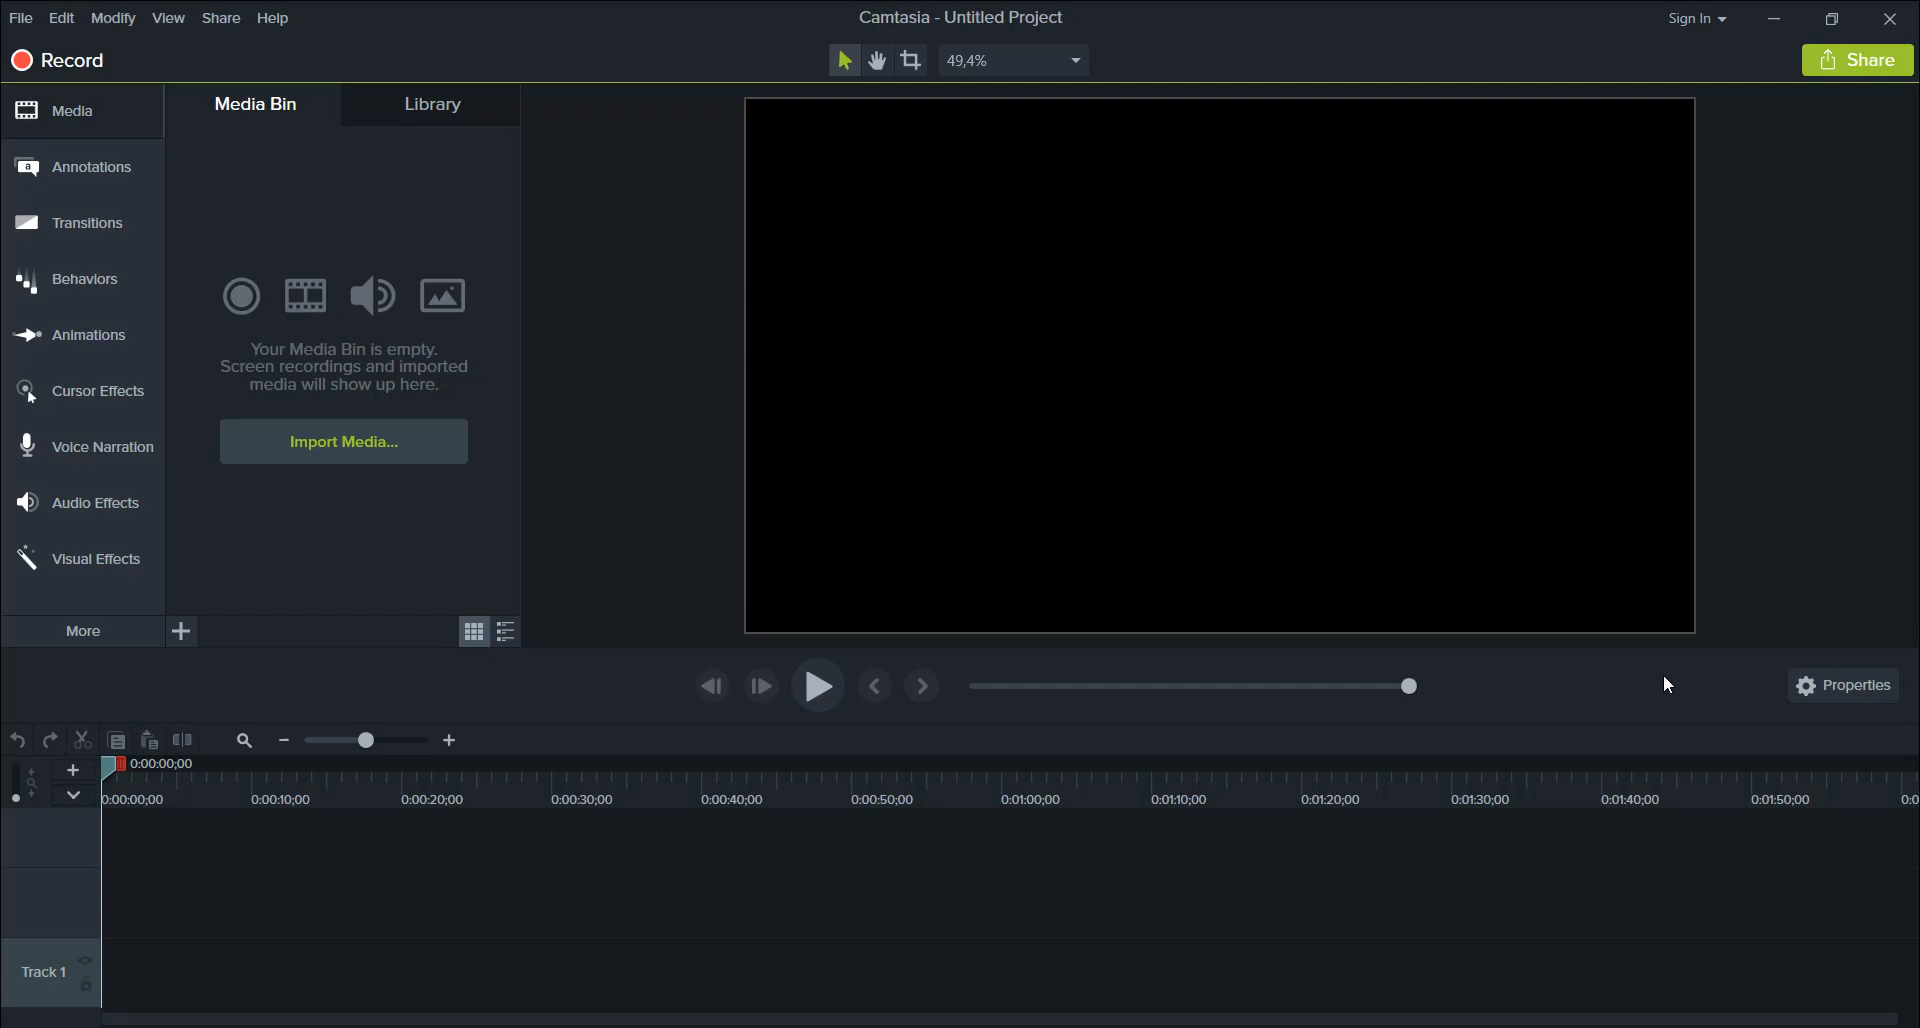 File Edit Modify View Share Help
Camtasia - Untitled Project
Sign In
Record
49,4%
Share
Media
Media Bin
Library
Annotations
Transitions
Behaviors
Animations
Cursor Effects
Voice Narration
Audio Effects
Visual Effects
More
a
Your Media Bin is empty.
Screen recordings and imported
media will show up here.
Import Media...
Properties
0:00:00;00
0:00:00;00 0:00:10;00 0:00:20;00 0:00:30;00 0:00:40;00 0:00:50;00 0:01:00;00 0:01:10;00 0:01:20;00 0:01:30;00 0:01:40;00 0:01:50;00 0:0
Track 1